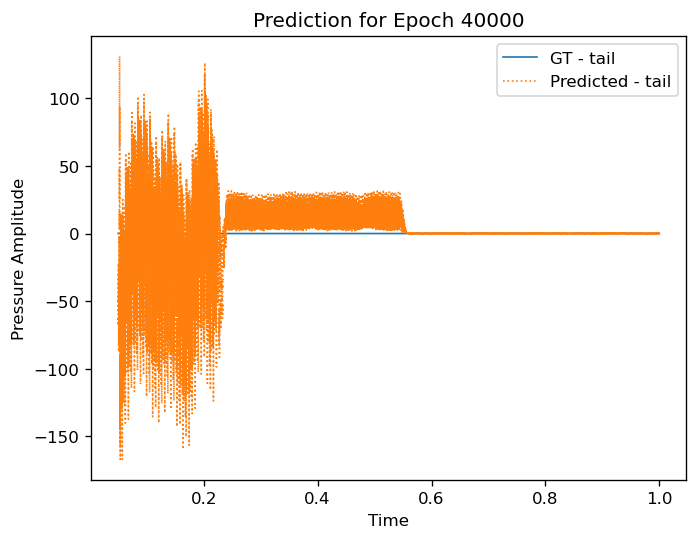 Prediction for Epoch 40000
GT - tail
Predicted - tail
100
50
0
−50
−100
−150
Pressure Amplitude
0.2
0.4
0.6
0.8
1.0
Time